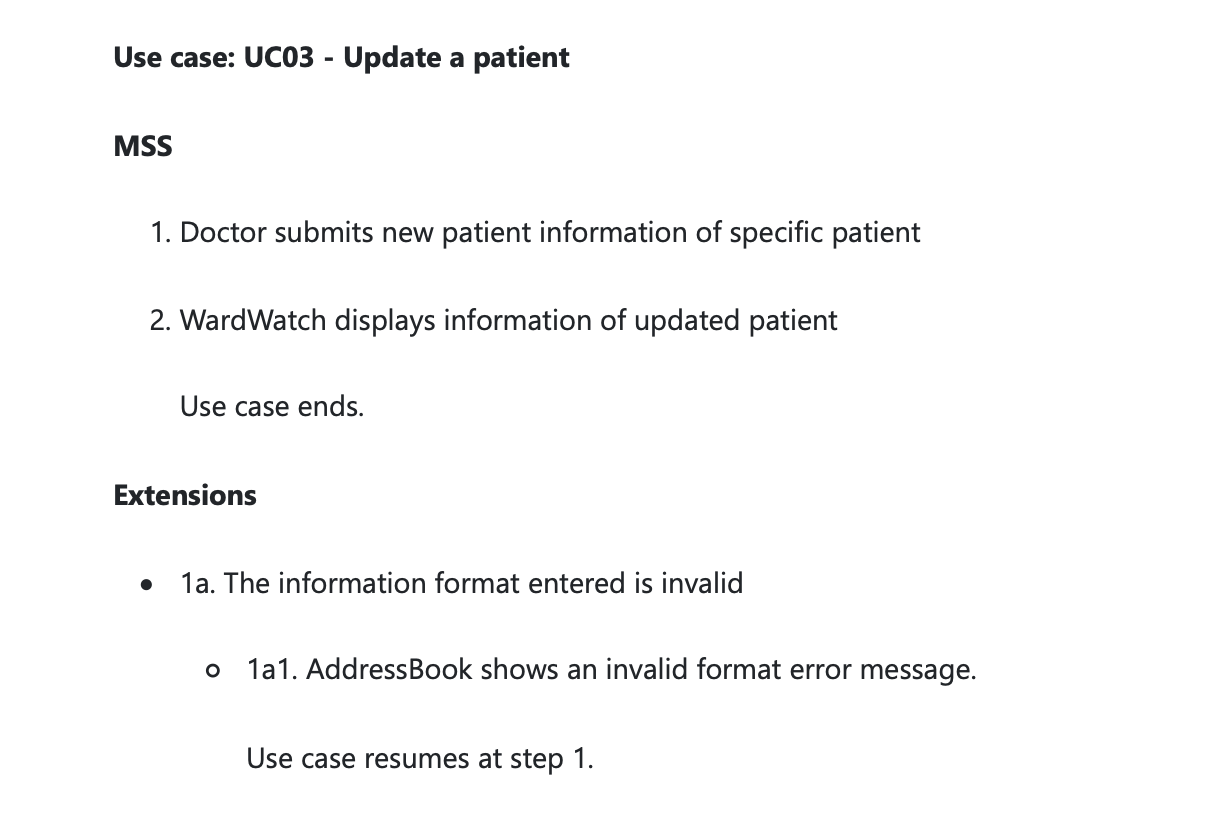 Use case: UC03 - Update a patient
MSS
1. Doctor submits new patient information of specific patient
2. WardWatch displays information of updated patient
Use case ends.
Extensions
• 1a. The information format entered is invalid
○ 1a1. AddressBook shows an invalid format error message.
Use case resumes at step 1.